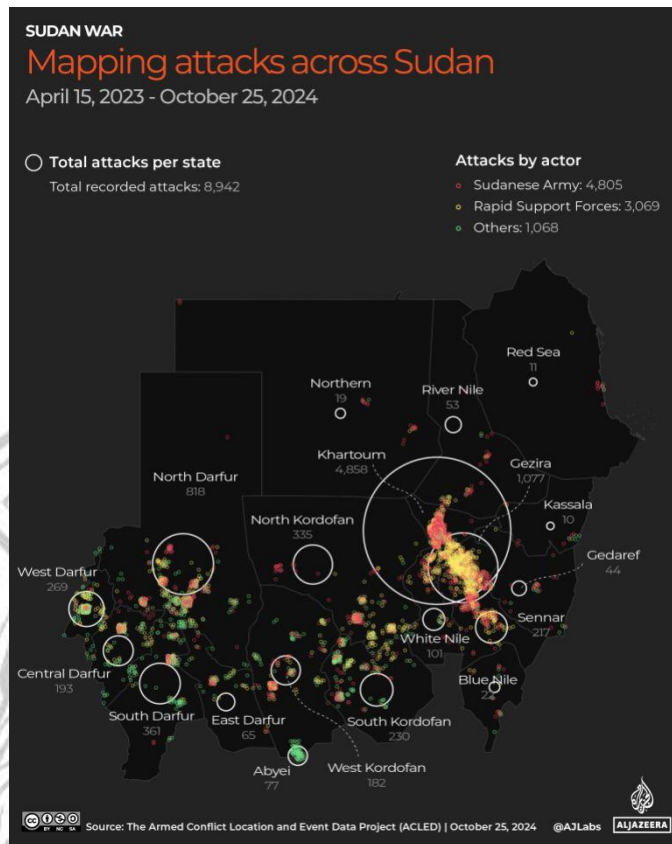 SUDAN WAR
Mapping attacks across Sudan
April 15, 2023 - October 25, 2024
Total attacks per state
Total recorded attacks: 8,942
Attacks by actor
Sudanese Army: 4,805
Rapid Support Forces: 3,069
Others: 1,068
Red Sea
11
Northern
19
River Nile
53
Khartoum
4,858
Gezira
1,077
North Darfur
818
Kassala
10
North Kordofan
335
Gedaref
44
West Darfur
269
Sennar
217
White Nile
101
Central Darfur
193
Blue Nile
South Darfur
361
East Darfur
65
South Kordofan
230
West Kordofan
182
Abyei
77
CC BY NC SA
Source: The Armed Conflict Location and Event Data Project (ACLED) | October 25, 2024 @AJLabs
ALJAZEERA